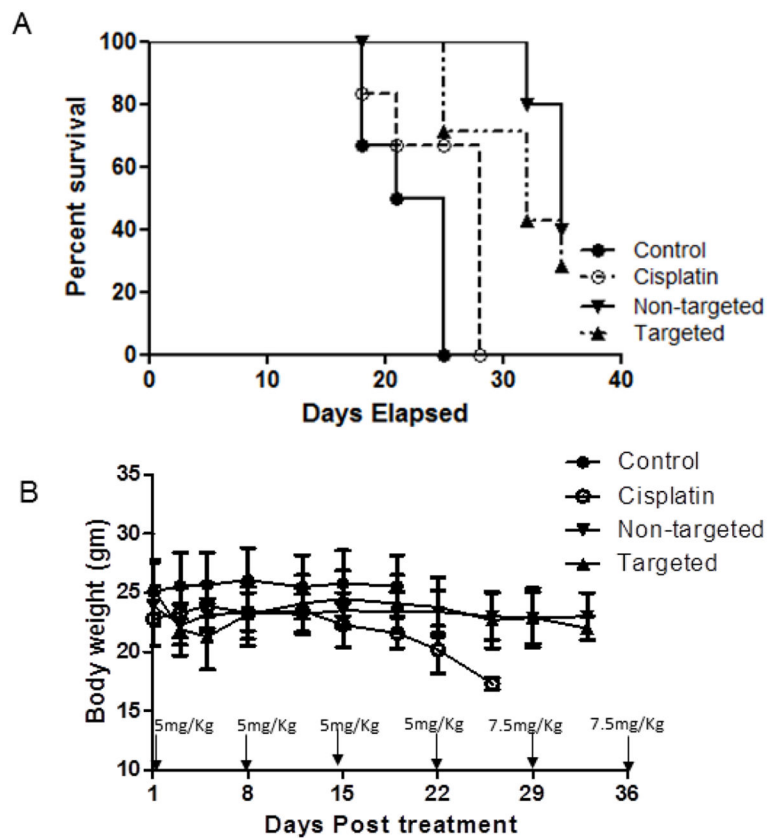 A
Percent survival
100
80
60
40
20
0
0 10 20 30 40
Days Elapsed
Control
Cisplatin
Non-targeted
Targeted
B
Body weight (gm)
35
30
25
20
15
10
Control
Cisplatin
Non-targeted
Targeted
5mg/Kg 5mg/Kg 5mg/Kg 5mg/Kg 7.5mg/Kg 7.5mg/Kg
1 8 15 22 29 36
Days Post treatment